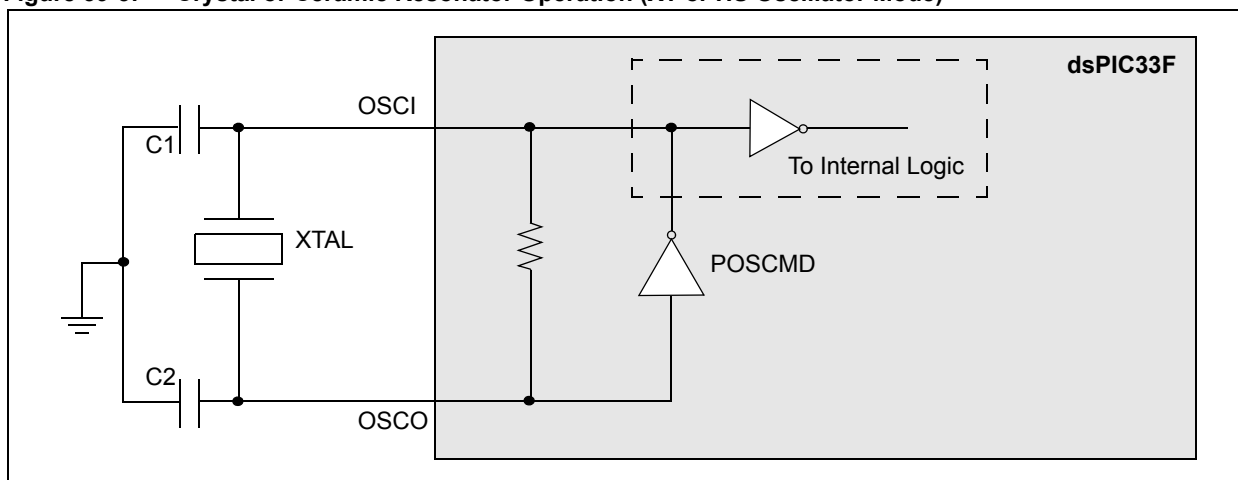 dsPIC33F
OSCI
C1
To Internal Logic
XTAL
POSCMD
C2
OSCO